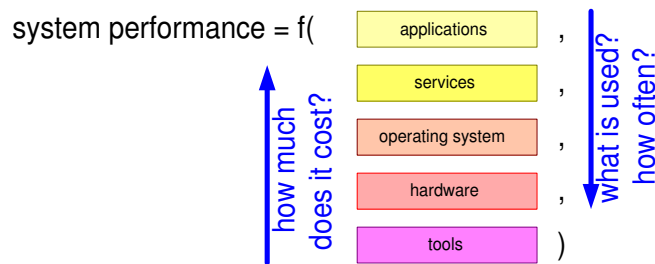 system performance = f( applications ,
services ,
operating system ,
hardware ,
tools )
how much
does it cost?
what is used?
how often?